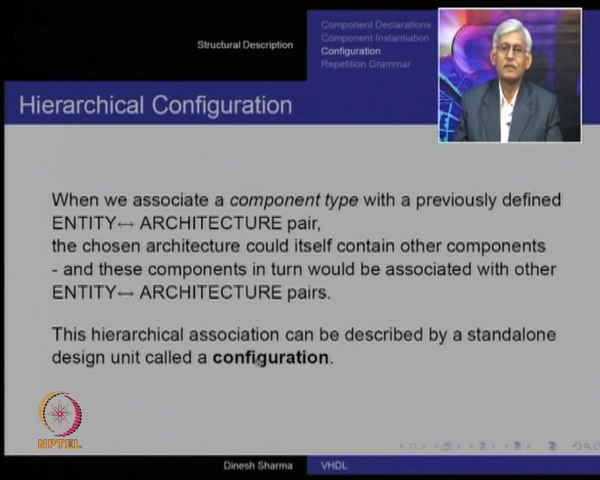 Structural Description
Component Declarations
Component Instantiation
Configuration
Repetition Grammar
Hierarchical Configuration
When we associate a component type with a previously defined
ENTITY↔ ARCHITECTURE pair,
the chosen architecture could itself contain other components
- and these components in turn would be associated with other
ENTITY↔ ARCHITECTURE pairs.
This hierarchical association can be described by a standalone
design unit called a configuration.
NPTEL
Dinesh Sharma
VHDL